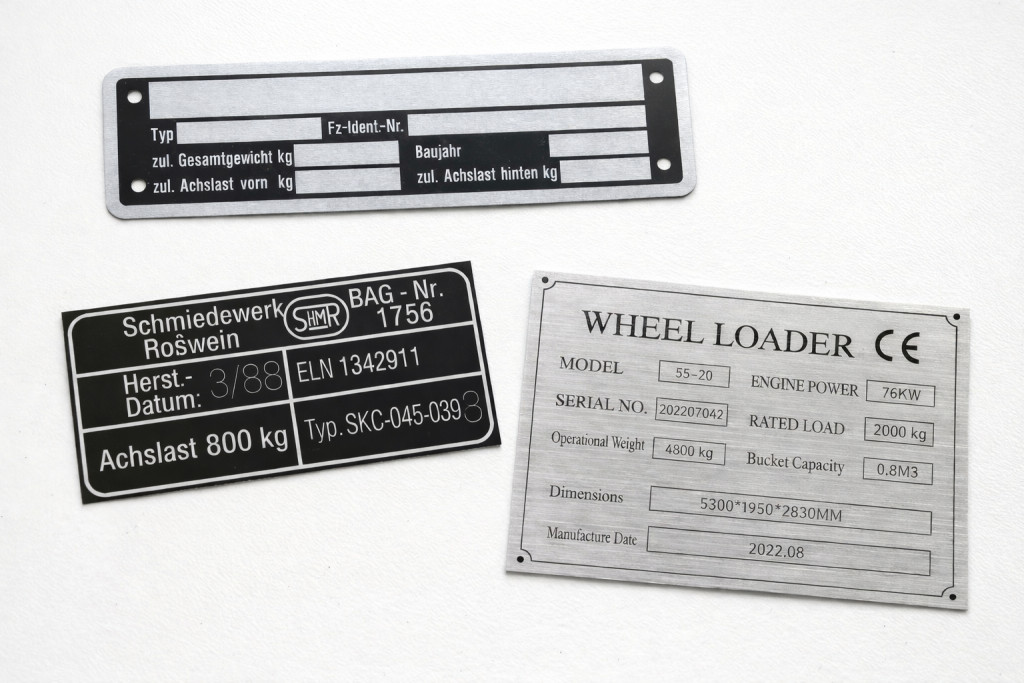 Typ Fz-Ident.-Nr.
zul. Gesamtgewicht kg Baujahr
zul. Achslast vorn kg zul. Achslast hinten kg
Schmiedewerk SHMR BAG - Nr.
Roßwein 1756
Herst.- 3/88 ELN 1342911
Datum:
Achslast 800 kg Typ. SKC-045-0398
WHEEL LOADER CE
MODEL 55-20 ENGINE POWER 76KW
SERIAL NO. 202207042 RATED LOAD 2000 kg
Operational Weight 4800 kg Bucket Capacity 0.8M3
Dimensions 5300*1950*2830MM
Manufacture Date 2022.08